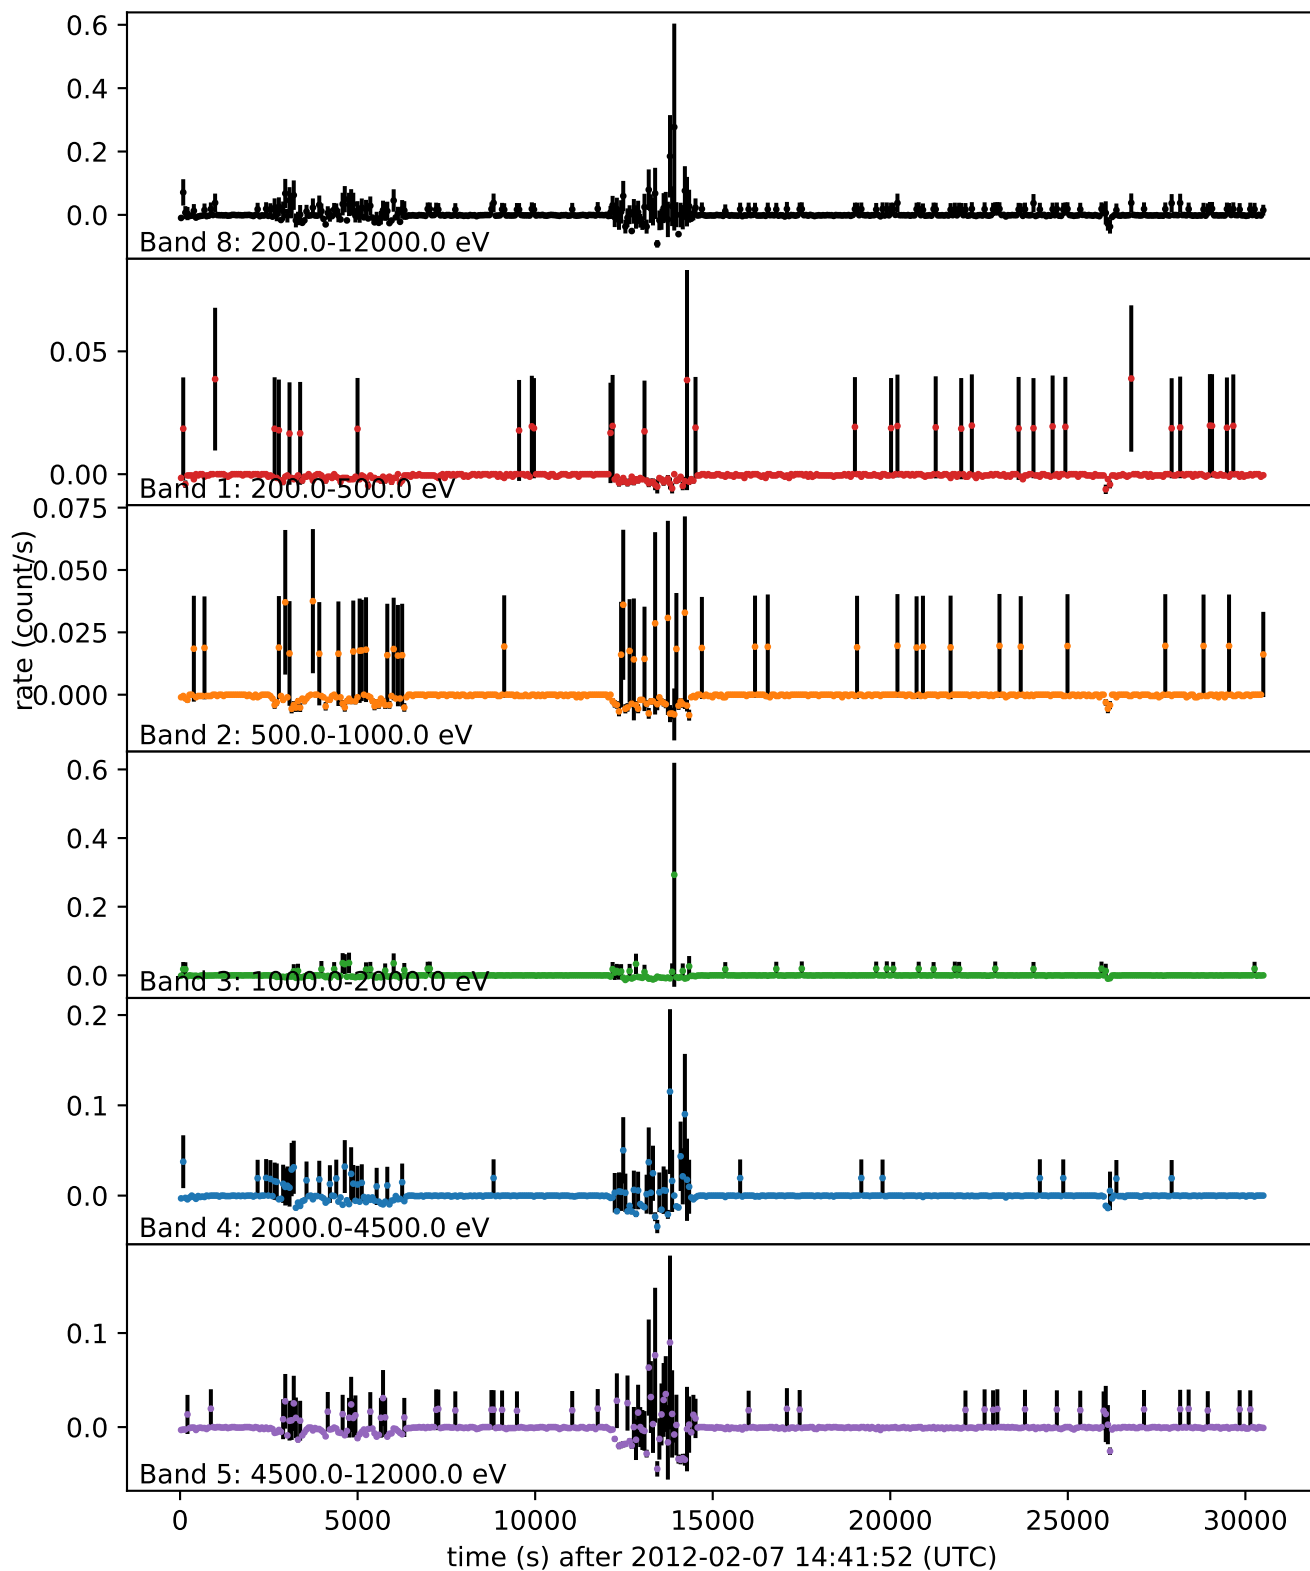 0.6
0.4
0.2
0.0
Band 8: 200.0-12000.0 eV
0.05
0.00
Band 1: 200.0-500.0 eV
rate (count/s)
0.075
0.050
0.025
0.000
Band 2: 500.0-1000.0 eV
0.6
0.4
0.2
0.0
Band 3: 1000.0-2000.0 eV
0.2
0.1
0.0
Band 4: 2000.0-4500.0 eV
0.1
0.0
Band 5: 4500.0-12000.0 eV
0 5000 10000 15000 20000 25000 30000
time (s) after 2012-02-07 14:41:52 (UTC)